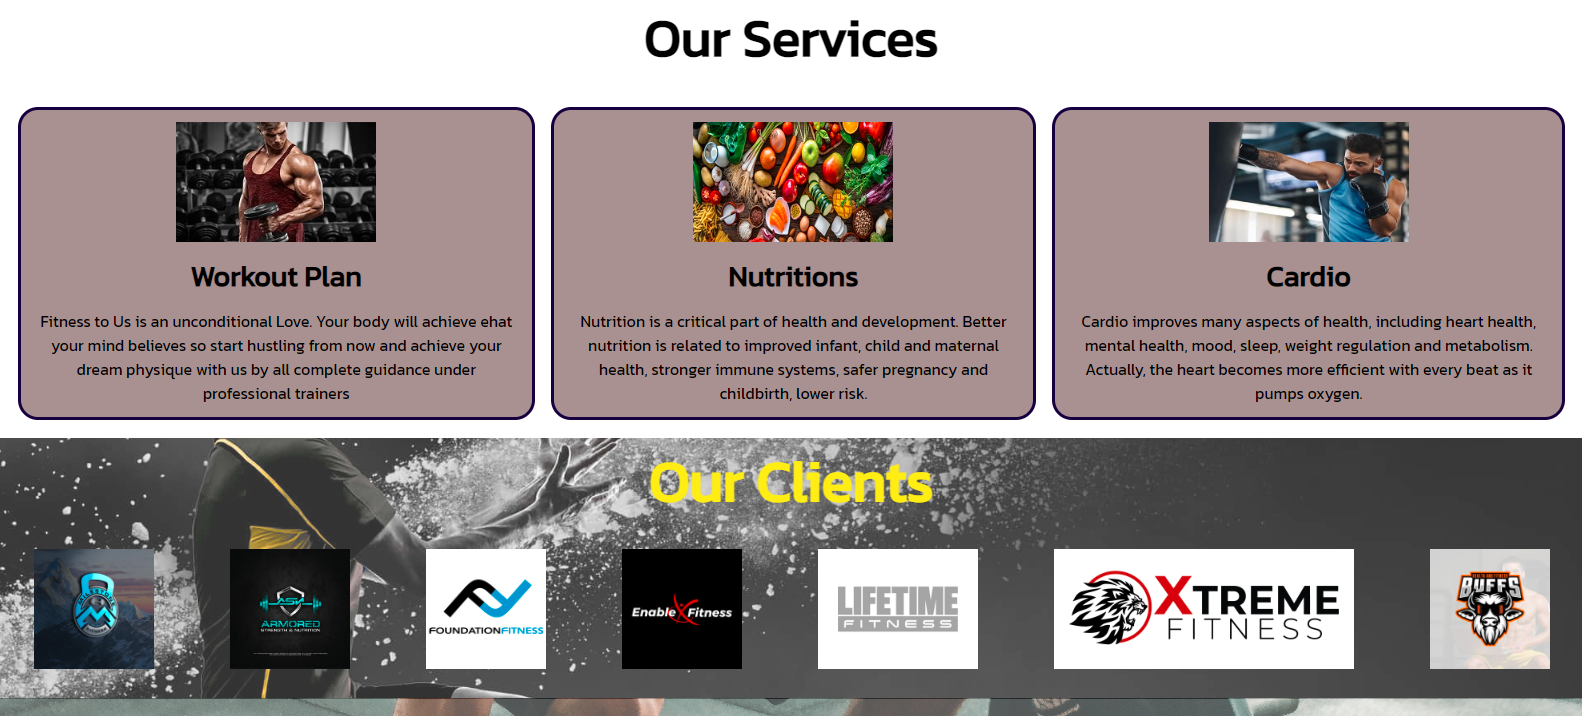 Our Services
Workout Plan
Fitness to Us is an unconditional Love. Your body will achieve ehat
your mind believes so start hustling from now and achieve your
dream physique with us by all complete guidance under
professional trainers
Nutritions
Nutrition is a critical part of health and development. Better
nutrition is related to improved infant, child and maternal
health, stronger immune systems, safer pregnancy and
childbirth, lower risk.
Cardio
Cardio improves many aspects of health, including heart health,
mental health, mood, sleep, weight regulation and metabolism.
Actually, the heart becomes more efficient with every beat as it
pumps oxygen.
Our Clients
ASN
ARMORED
STRENGTH & NUTRITION
FOUNDATIONFITNESS
EnableXFitness
LIFETIME
FITNESS
XTREME
FITNESS
BUFFS